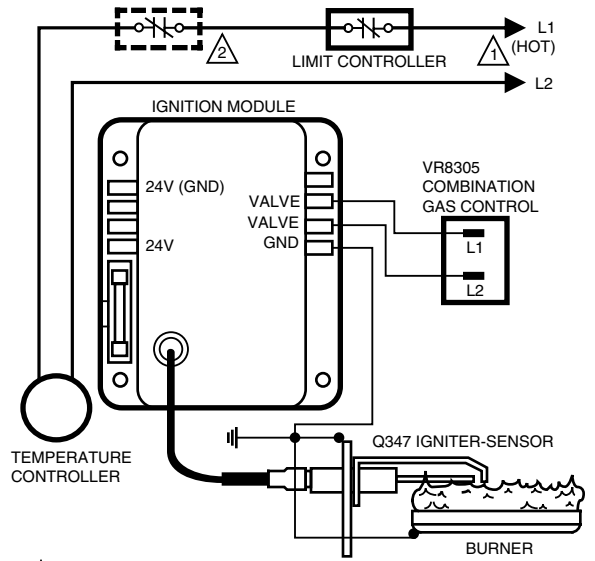 L1
(HOT)
2
1
LIMIT CONTROLLER
L2
IGNITION MODULE
24V (GND)
24V
VALVE
VALVE
GND
VR8305
COMBINATION
GAS CONTROL
L1
L2
TEMPERATURE
CONTROLLER
Q347 IGNITER-SENSOR
BURNER